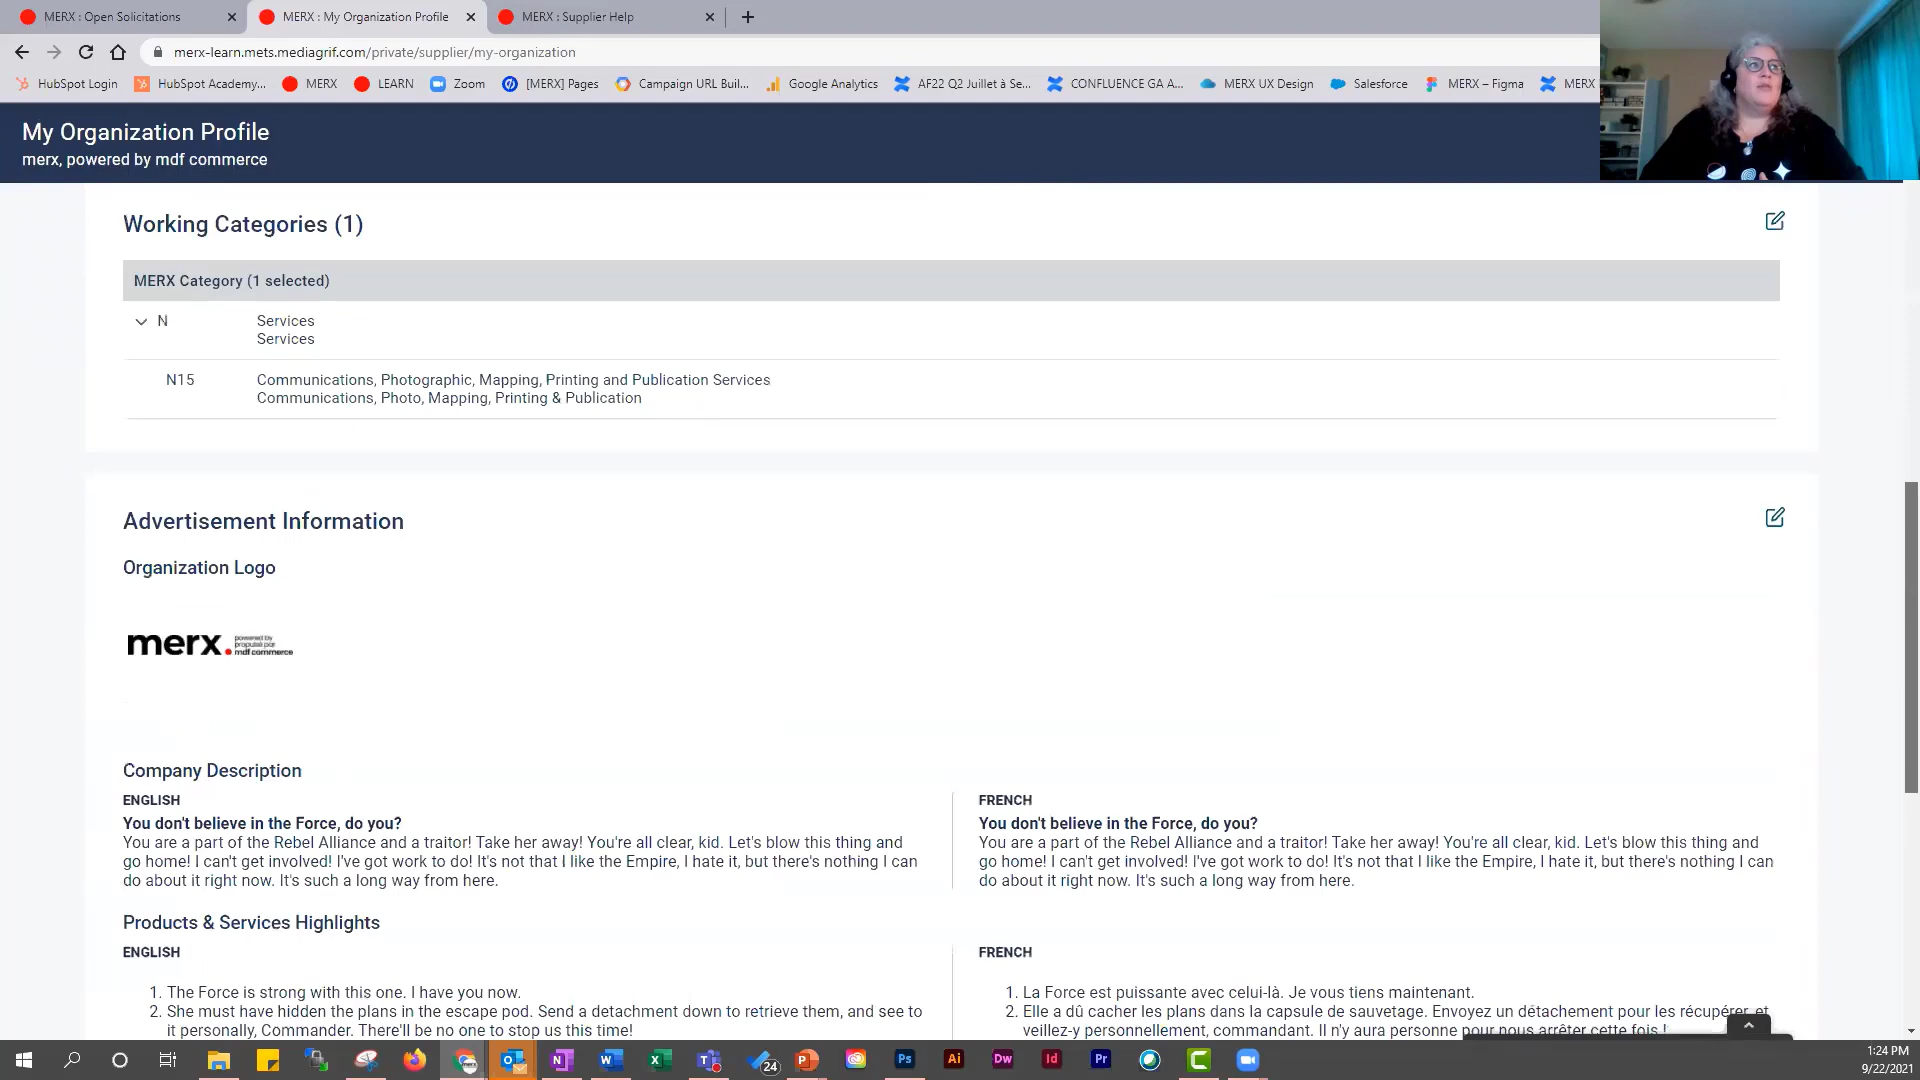 MERX : Open Solicitations
MERX : My Organization Profile
MERX : Supplier Help
merx-learn.mets.mediagrif.com/private/supplier/my-organization
HubSpot Login
HubSpot Academy...
MERX
LEARN
Zoom
[MERX] Pages
Campaign URL Buil...
Google Analytics
AF22 Q2 Juillet à Se...
CONFLUENCE GA A...
MERX UX Design
Salesforce
MERX – Figma
MERX
My Organization Profile
merx, powered by mdf commerce
Working Categories (1)
MERX Category (1 selected)
N Services
Services
N15 Communications, Photographic, Mapping, Printing and Publication Services
Communications, Photo, Mapping, Printing & Publication
Advertisement Information
Organization Logo
merx.
powered by
propulsé par
mdf commerce
Company Description
ENGLISH
You don't believe in the Force, do you?
You are a part of the Rebel Alliance and a traitor! Take her away! You're all clear, kid. Let's blow this thing and
go home! I can't get involved! I've got work to do! It's not that I like the Empire, I hate it, but there's nothing I can
do about it right now. It's such a long way from here.
FRENCH
You don't believe in the Force, do you?
You are a part of the Rebel Alliance and a traitor! Take her away! You're all clear, kid. Let's blow this thing and
go home! I can't get involved! I've got work to do! It's not that I like the Empire, I hate it, but there's nothing I can
do about it right now. It's such a long way from here.
Products & Services Highlights
ENGLISH
1. The Force is strong with this one. I have you now.
2. She must have hidden the plans in the escape pod. Send a detachment down to retrieve them, and see to
it personally, Commander. There'll be no one to stop us this time!
FRENCH
1. La Force est puissante avec celui-là. Je vous tiens maintenant.
2. Elle a dû cacher les plans dans la capsule de sauvetage. Envoyez un détachement pour les récupérer et
veillez-y personnellement, commandant. Il n'y aura personne pour nous arrêter cette fois !
24
Ps
Ai
Dw
Id
Pr
1:24 PM
9/22/2021